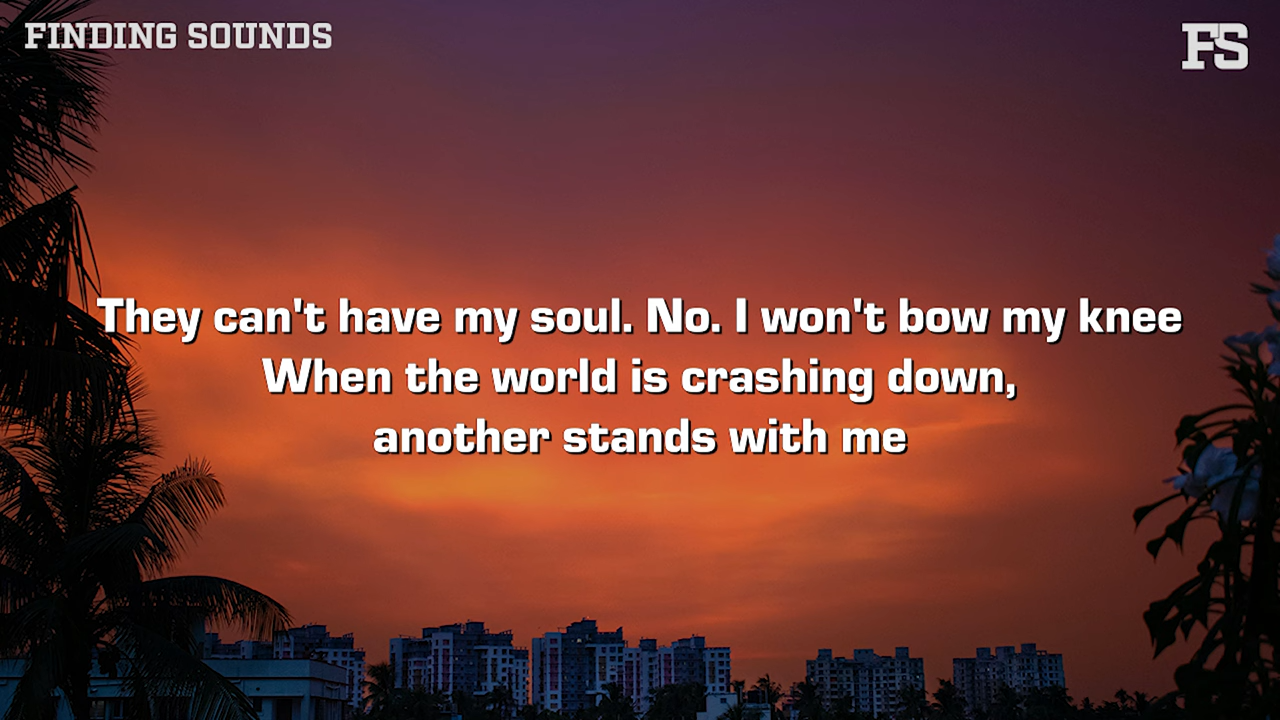 FINDING SOUNDS
FS
They can't have my soul. No. I won't bow my knee
When the world is crashing down,
another stands with me